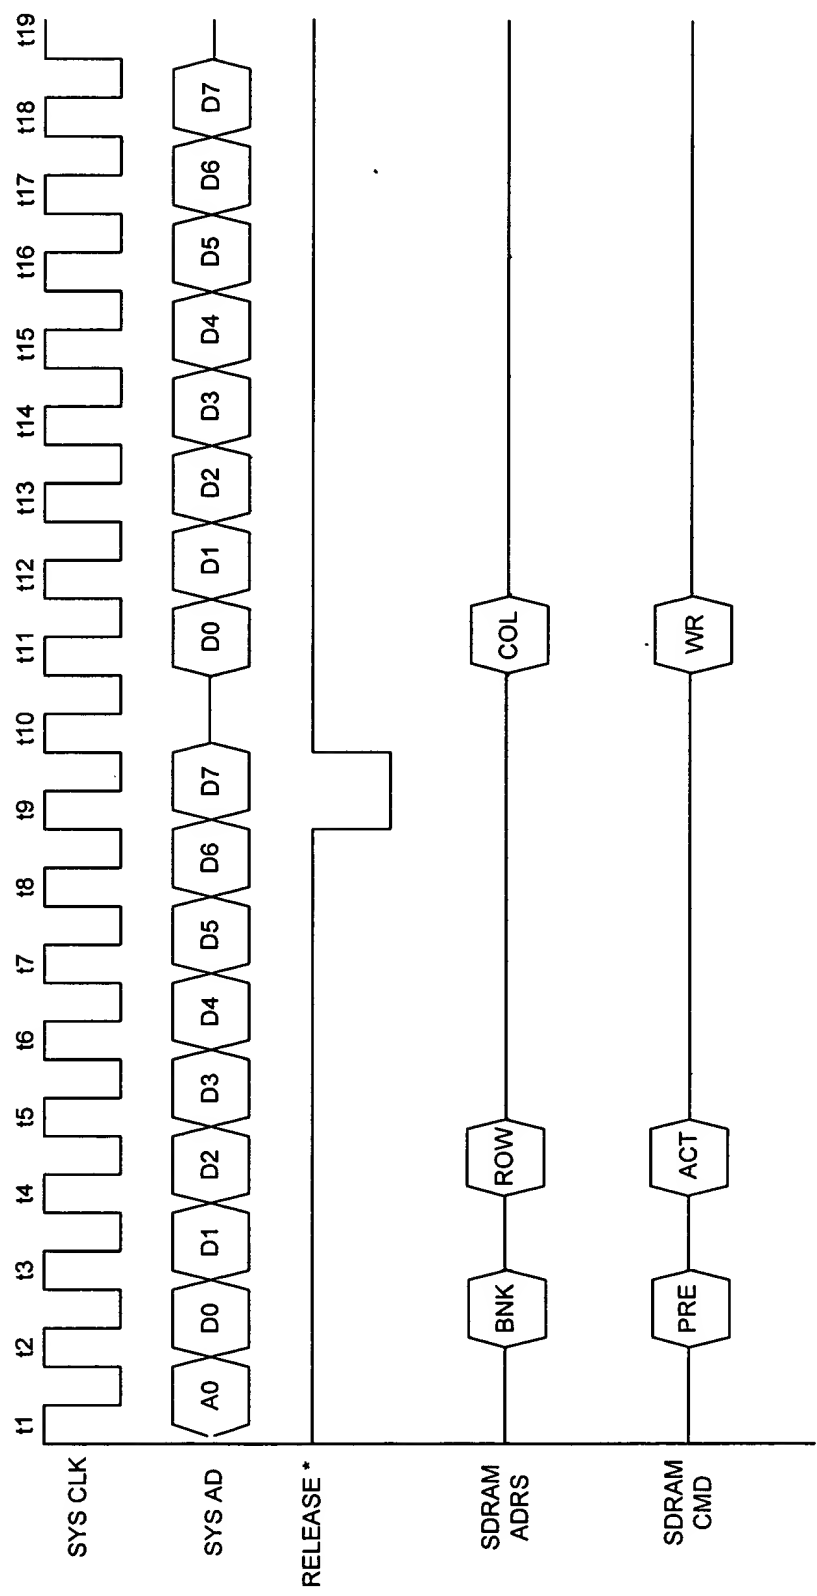 t1 t2 t3 t4 t5 t6 t7 t8 t9 t10 t11 t12 t13 t14 t15 t16 t17 t18 t19
SYS CLK
SYS AD A0 D0 D1 D2 D3 D4 D5 D6 D7 D0 D1 D2 D3 D4 D5 D6 D7
RELEASE *
SDRAM
ADRS
BNK ROW COL
SDRAM
CMD
PRE ACT WR